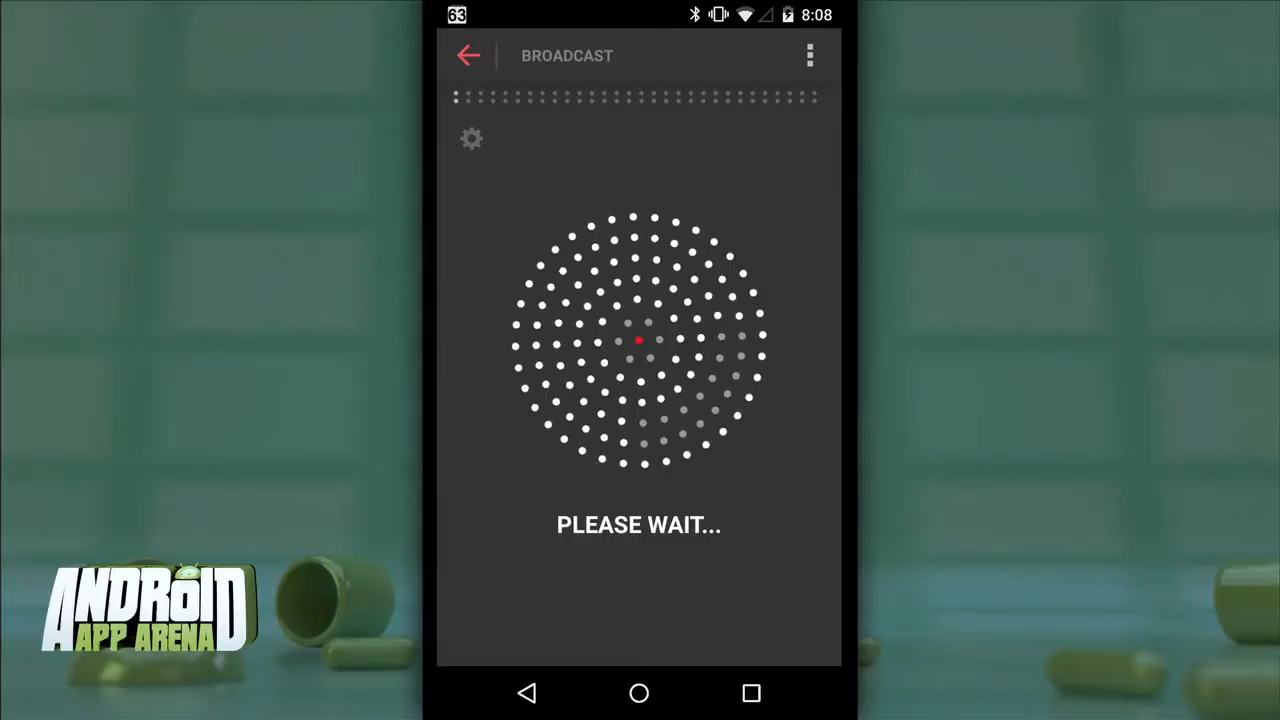 63
8:08
BROADCAST
PLEASE WAIT...
ANDROID
APP ARENA